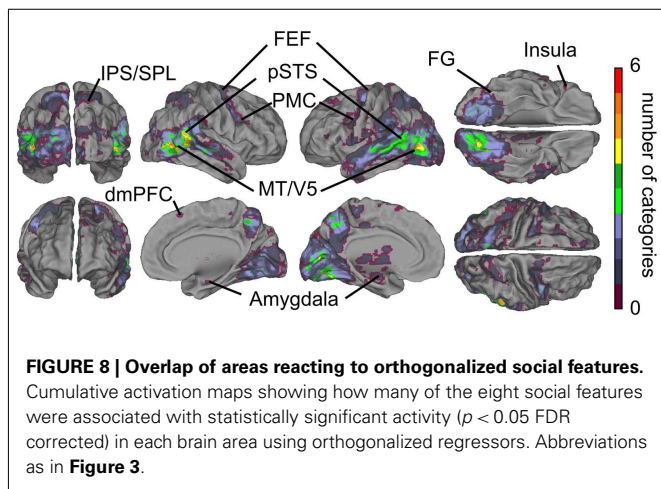 FEF
Insula
IPS/SPL
pSTS
FG
6
PMC
number of categories
MT/V5
dmPFC
0
Amygdala
FIGURE 8 | Overlap of areas reacting to orthogonalized social features.
Cumulative activation maps showing how many of the eight social features
were associated with statistically significant activity (p < 0.05 FDR
corrected) in each brain area using orthogonalized regressors. Abbreviations
as in Figure 3.